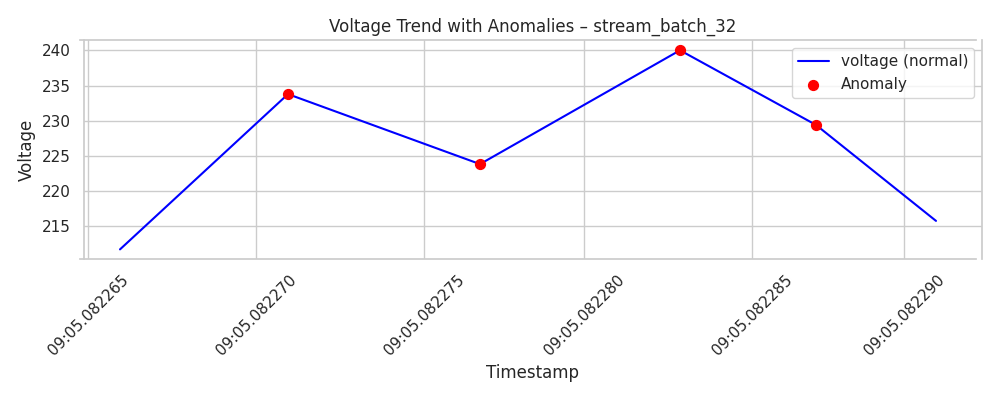 Voltage Trend with Anomalies – stream_batch_32
240
235
230
225
220
215
Voltage
voltage (normal)
Anomaly
09:05.082265
09:05.082270
09:05.082275
09:05.082280
09:05.082285
09:05.082290
Timestamp